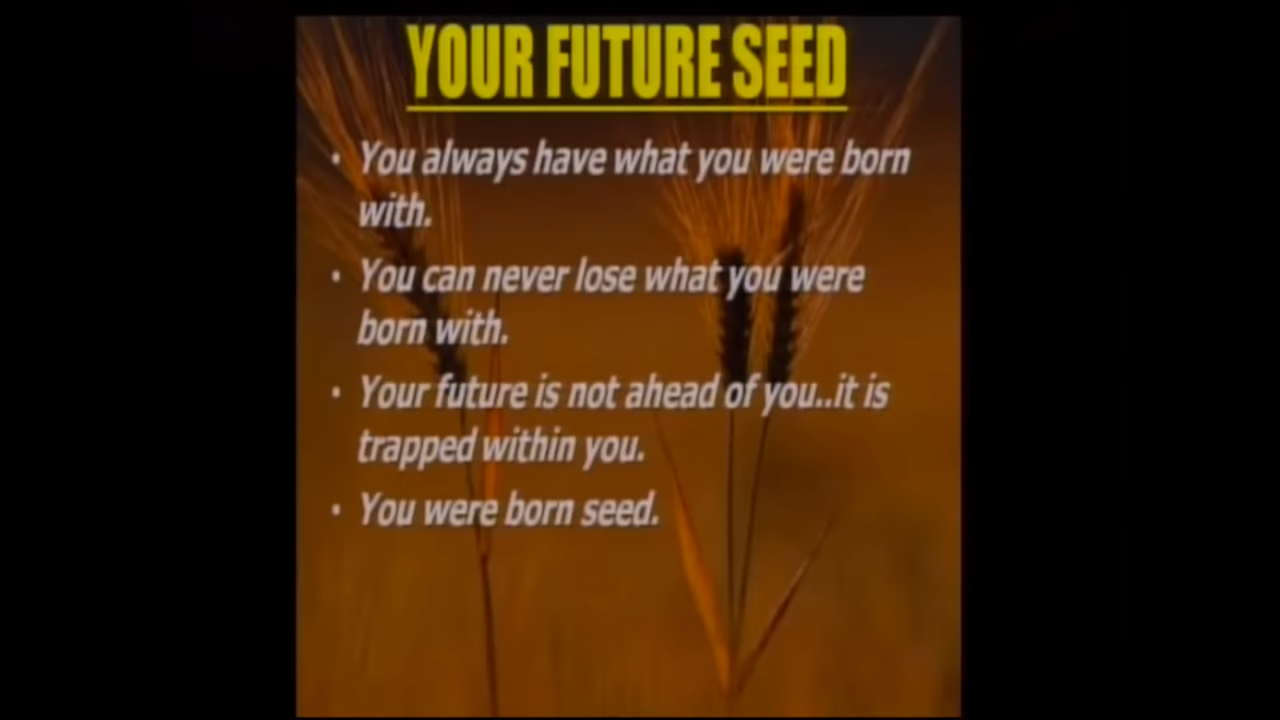 YOUR FUTURE SEED
• You always have what you were born
with.
• You can never lose what you were
born with.
• Your future is not ahead of you..it is
trapped within you.
• You were born seed.